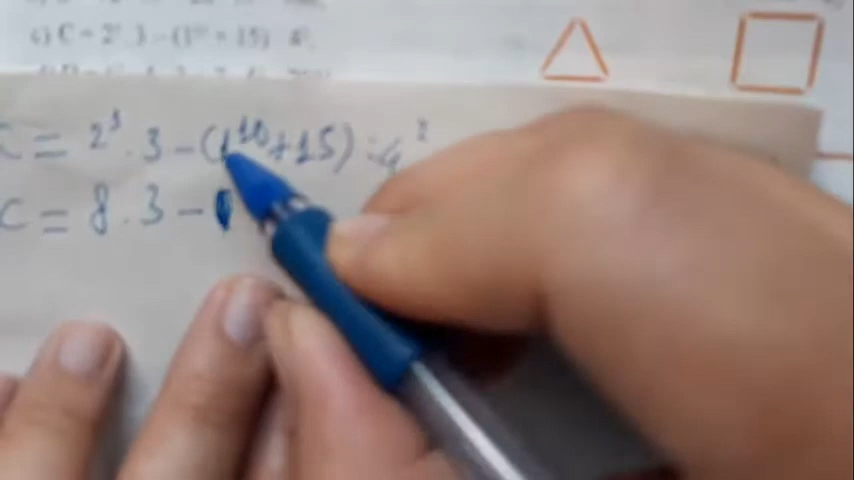 c) C = 2³ · 3 − (1¹⁰ + 15) : 4²
C = 2³ · 3 − (1¹⁰ + 15) : 4²
C = 8 · 3 −